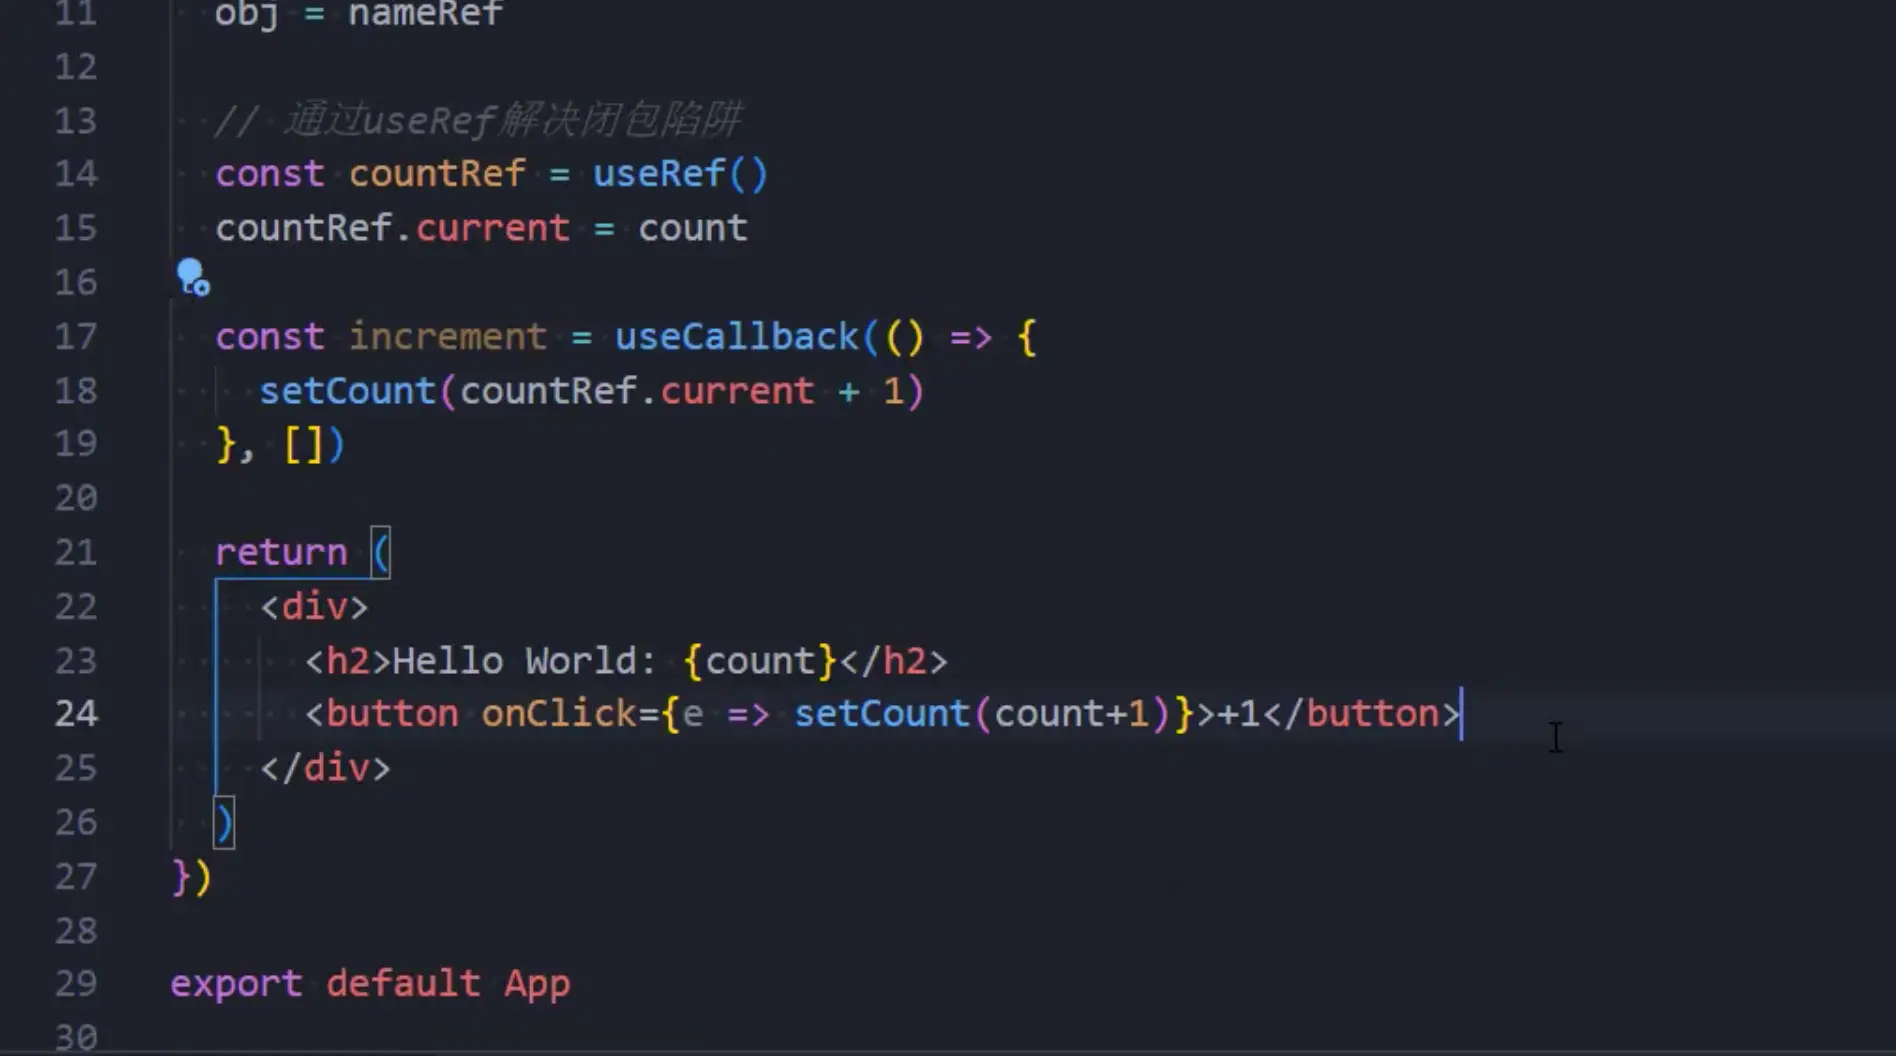 11 obj = nameRef
12
13 // 通过useRef解决闭包陷阱
14 const countRef = useRef()
15 countRef.current = count
16
17 const increment = useCallback(() => {
18 setCount(countRef.current + 1)
19 }, [])
20
21 return (
22 <div>
23 <h2>Hello World: {count}</h2>
24 <button onClick={e => setCount(count+1)}>+1</button>
25 </div>
26 )
27 })
28
29 export default App
30